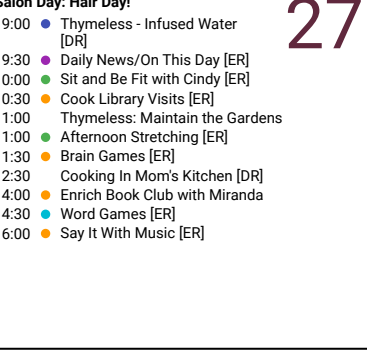 Salon Day: Hair Day!
27
9:00 Thymeless - Infused Water
[DR]
9:30 Daily News/On This Day [ER]
0:00 Sit and Be Fit with Cindy [ER]
0:30 Cook Library Visits [ER]
1:00 Thymeless: Maintain the Gardens
1:00 Afternoon Stretching [ER]
1:30 Brain Games [ER]
2:30 Cooking In Mom's Kitchen [DR]
4:00 Enrich Book Club with Miranda
4:30 Word Games [ER]
6:00 Say It With Music [ER]